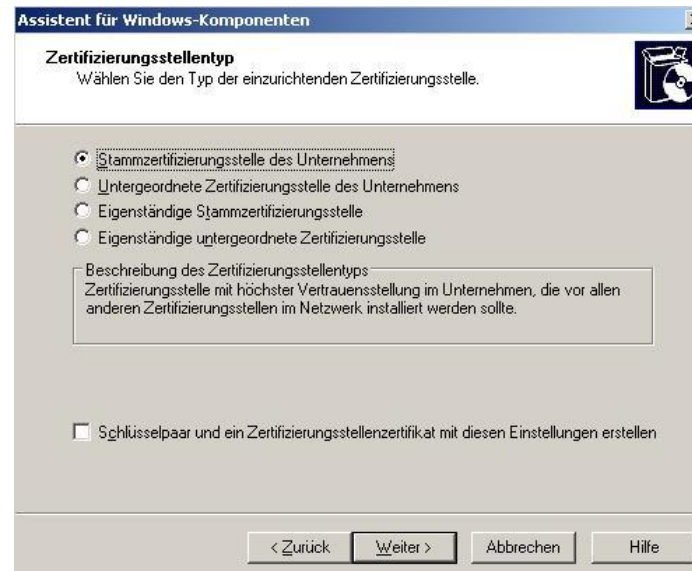 Assistent für Windows-Komponenten
Zertifizierungsstellentyp
Wählen Sie den Typ der einzurichtenden Zertifizierungsstelle.
Stammzertifizierungsstelle des Unternehmens
Untergeordnete Zertifizierungsstelle des Unternehmens
Eigenständige Stammzertifizierungsstelle
Eigenständige untergeordnete Zertifizierungsstelle
Beschreibung des Zertifizierungsstellentyps
Zertifizierungsstelle mit höchster Vertrauensstellung im Unternehmen, die vor allen
anderen Zertifizierungsstellen im Netzwerk installiert werden sollte.
Schlüsselpaar und ein Zertifizierungsstellenzertifikat mit diesen Einstellungen erstellen
< Zurück Weiter > Abbrechen Hilfe